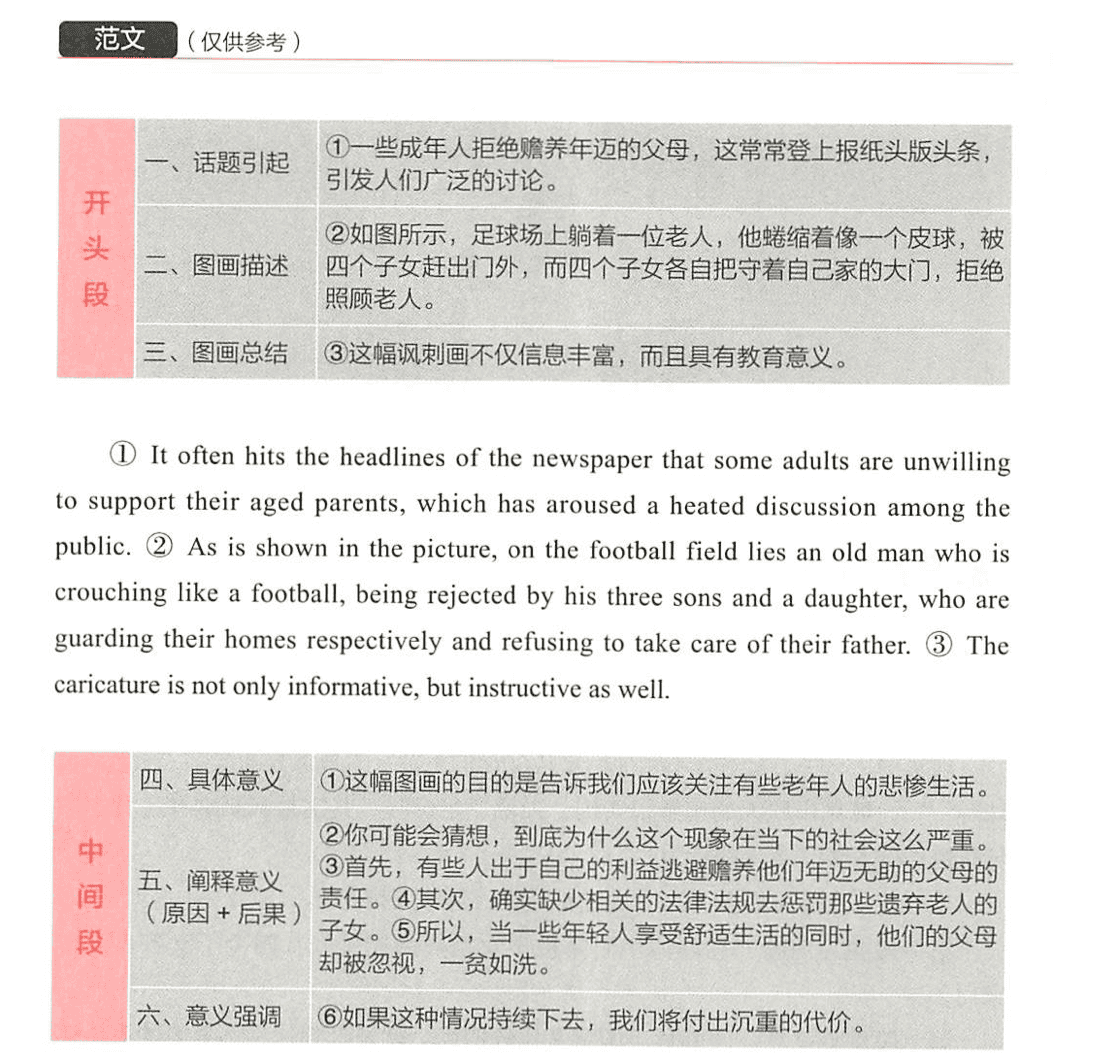 范文（仅供参考）
开头段
一、话题引起
①一些成年人拒绝赡养年迈的父母，这常常登上报纸头版头条，
引发人们广泛的讨论。
二、图画描述
②如图所示，足球场上躺着一位老人，他蜷缩着像一个皮球，被
四个子女赶出门外，而四个子女各自把守着自己家的大门，拒绝
照顾老人。
三、图画总结
③这幅讽刺画不仅信息丰富，而且具有教育意义。
① It often hits the headlines of the newspaper that some adults are unwilling
to support their aged parents, which has aroused a heated discussion among the
public. ② As is shown in the picture, on the football field lies an old man who is
crouching like a football, being rejected by his three sons and a daughter, who are
guarding their homes respectively and refusing to take care of their father. ③ The
caricature is not only informative, but instructive as well.
中间段
四、具体意义
①这幅图画的目的是告诉我们应该关注有些老年人的悲惨生活。
五、阐释意义
（原因 + 后果）
②你可能会猜想，到底为什么这个现象在当下的社会这么严重。
③首先，有些人出于自己的利益逃避赡养他们年迈无助的父母的
责任。④其次，确实缺少相关的法律法规去惩罚那些遗弃老人的
子女。⑤所以，当一些年轻人享受舒适生活的同时，他们的父母
却被忽视，一贫如洗。
六、意义强调
⑥如果这种情况持续下去，我们将付出沉重的代价。